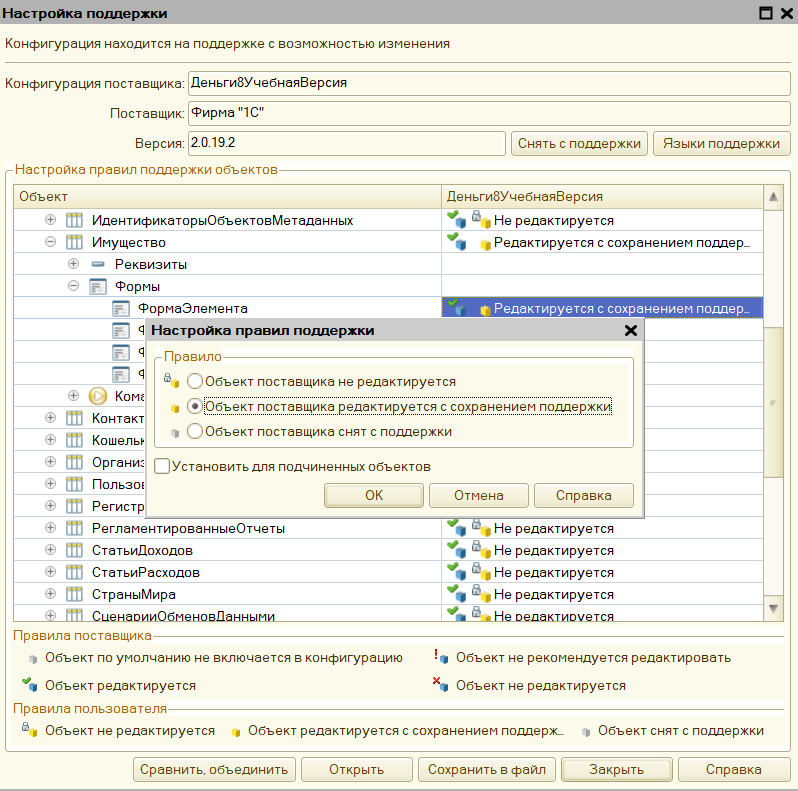 Настройка поддержки
Конфигурация находится на поддержке с возможностью изменения
Конфигурация поставщика: Деньги8УчебнаяВерсия
Поставщик: Фирма "1С"
Версия: 2.0.19.2 Снять с поддержки Языки поддержки
Настройка правил поддержки объектов
Объект Деньги8УчебнаяВерсия
ИдентификаторыОбъектовМетаданных Не редактируется
Имущество Редактируется с сохранением поддер...
Реквизиты
Формы
ФормаЭлемента Редактируется с сохранением поддер...
Настройка правил поддержки
Правило
Объект поставщика не редактируется
Объект поставщика редактируется с сохранением поддержки
Объект поставщика снят с поддержки
Установить для подчиненных объектов
ОК Отмена Справка
Кома
Контакт
Кошельк
Организ
Пользов
Регистр
РегламентированныеОтчеты Не редактируется
СтатьиДоходов Не редактируется
СтатьиРасходов Не редактируется
СтраныМира Не редактируется
СценарииОбменовДанными Не редактируется
Правила поставщика
Объект по умолчанию не включается в конфигурацию Объект не рекомендуется редактировать
Объект редактируется Объект не редактируется
Правила пользователя
Объект не редактируется Объект редактируется с сохранением поддерж... Объект снят с поддержки
Сравнить, объединить Открыть Сохранить в файл Закрыть Справка